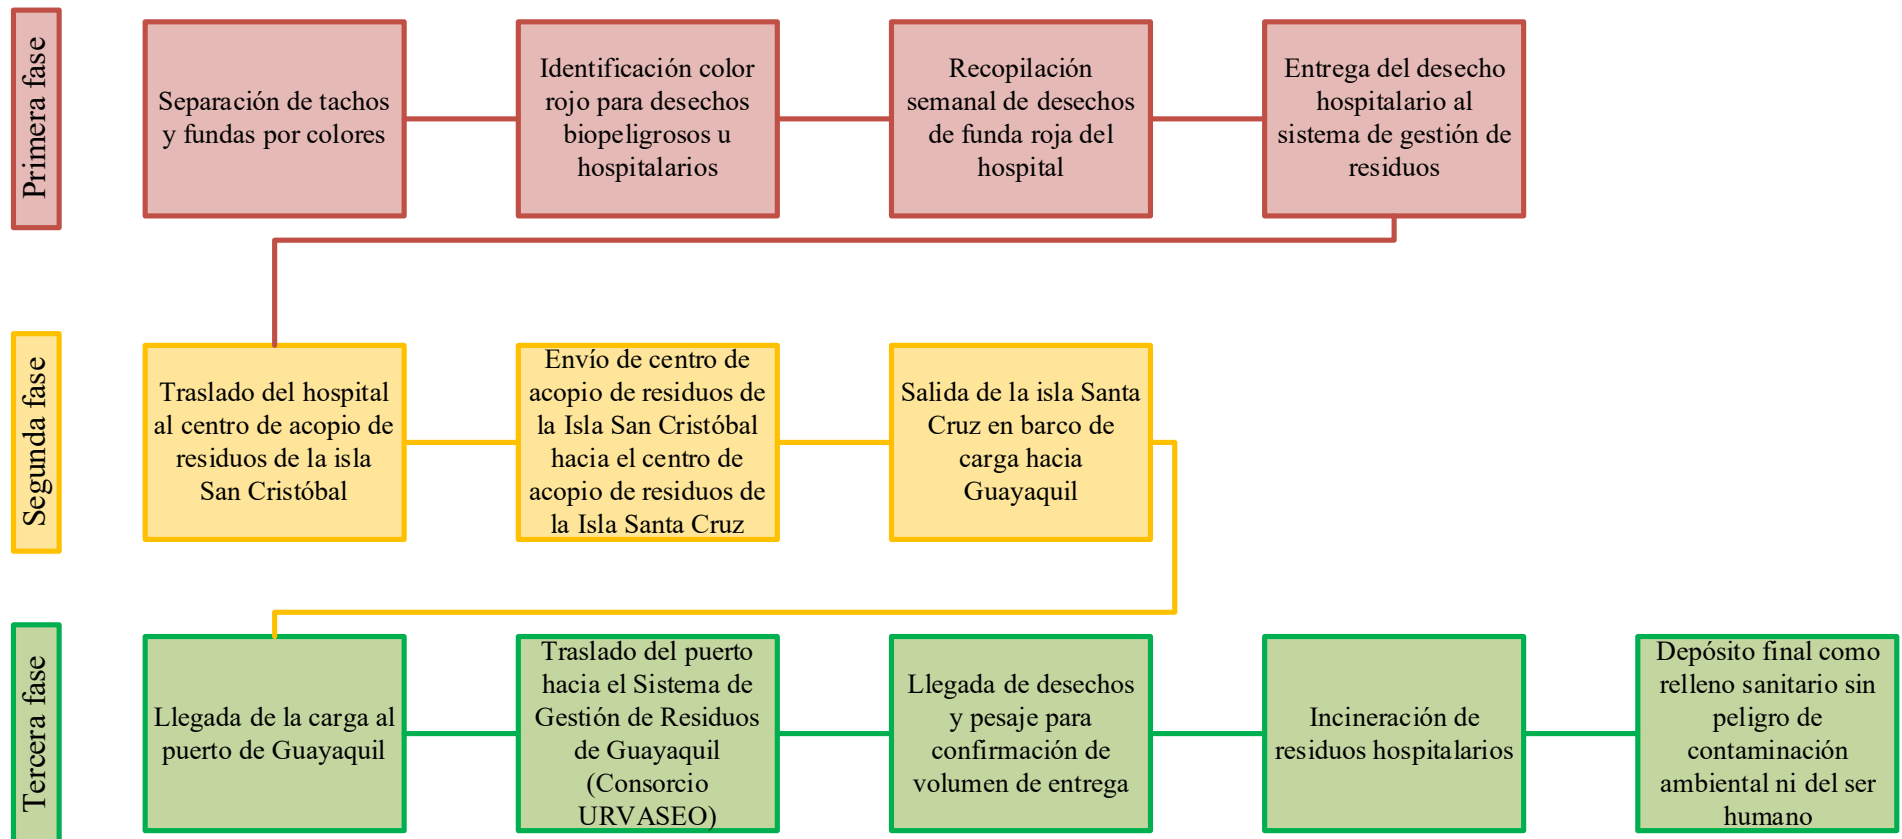 Primera fase
Separación de tachos
y fundas por colores
Identificación color
rojo para desechos
biopeligrosos u
hospitalarios
Recopilación
semanal de desechos
de funda roja del
hospital
Entrega del desecho
hospitalario al
sistema de gestión de
residuos
Segunda fase
Traslado del hospital
al centro de acopio de
residuos de la isla
San Cristóbal
Envío de centro de
acopio de residuos de
la Isla San Cristóbal
hacia el centro de
acopio de residuos de
la Isla Santa Cruz
Salida de la isla Santa
Cruz en barco de
carga hacia
Guayaquil
Tercera fase
Llegada de la carga al
puerto de Guayaquil
Traslado del puerto
hacia el Sistema de
Gestión de Residuos
de Guayaquil
(Consorcio
URVASEO)
Llegada de desechos
y pesaje para
confirmación de
volumen de entrega
Incineración de
residuos hospitalarios
Depósito final como
relleno sanitario sin
peligro de
contaminación
ambiental ni del ser
humano